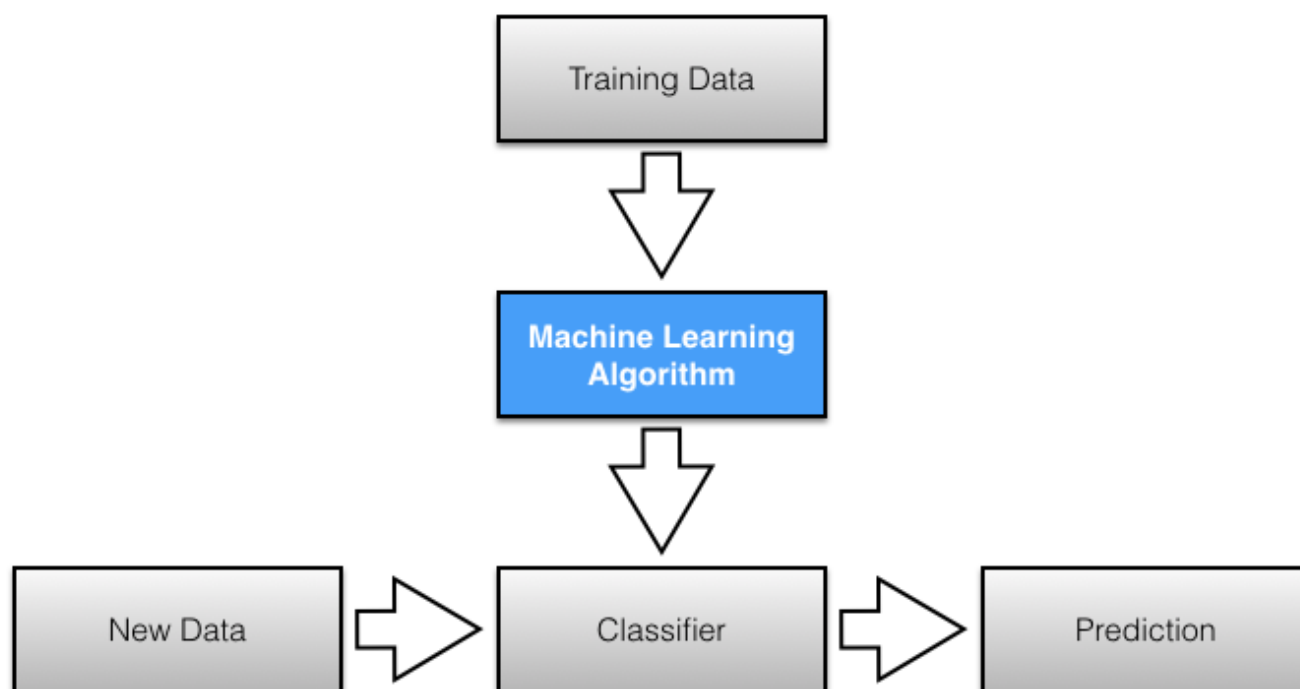 Training Data
Machine Learning
Algorithm
New Data
Classifier
Prediction